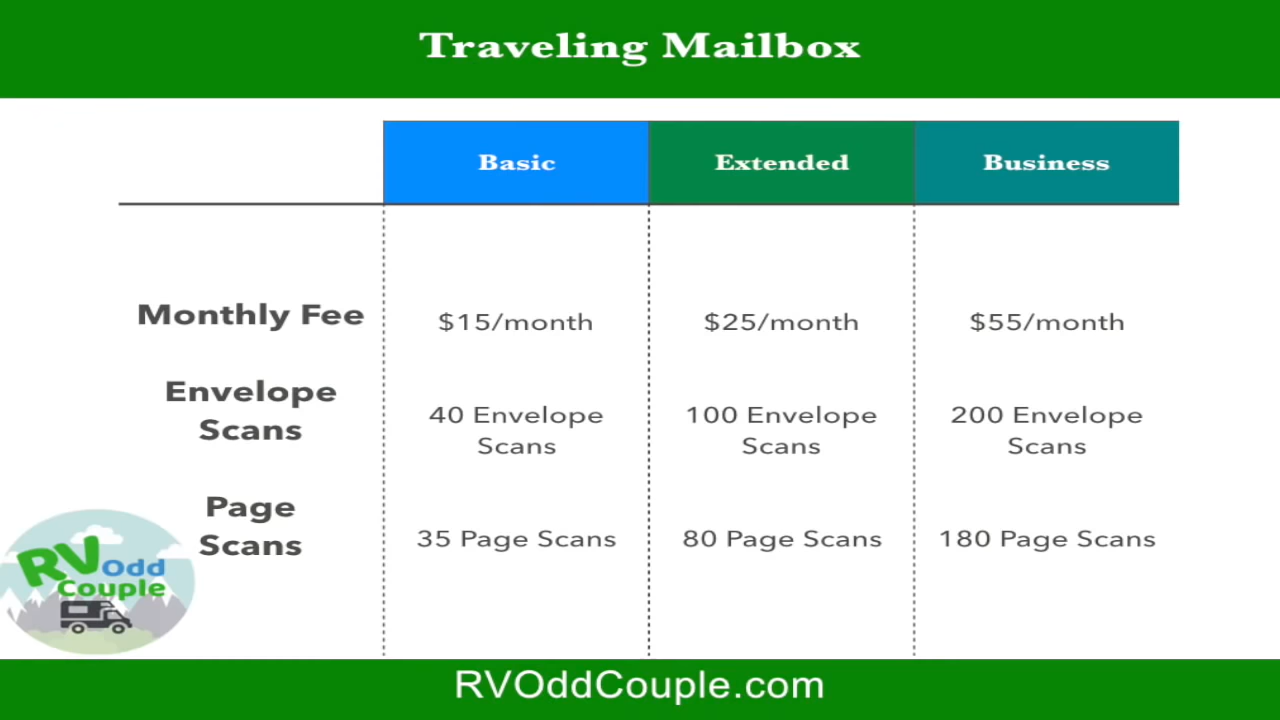 Traveling Mailbox
Basic
Extended
Business
Monthly Fee
$15/month
$25/month
$55/month
Envelope
Scans
40 Envelope
Scans
100 Envelope
Scans
200 Envelope
Scans
Page
Scans
35 Page Scans
80 Page Scans
180 Page Scans
RV Odd
Couple
RVOddCouple.com